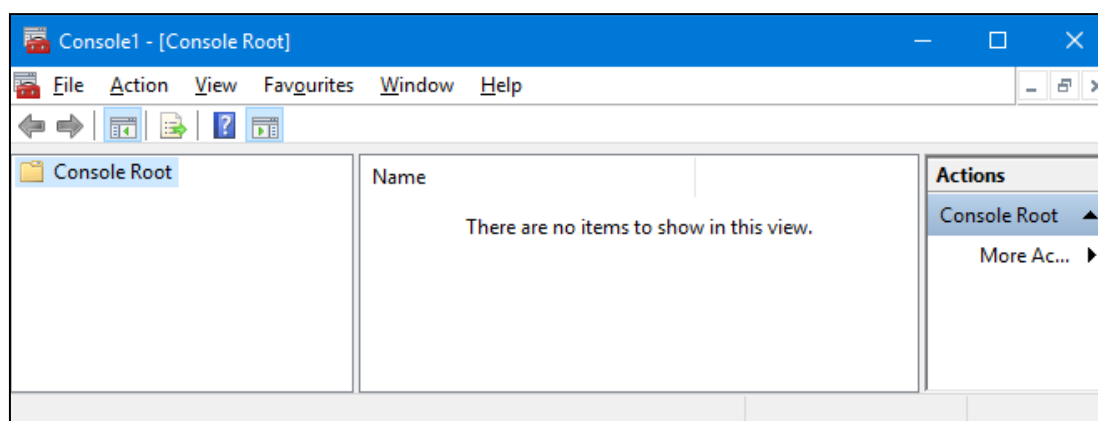 Console1 - [Console Root]
File Action View Favourites Window Help
Console Root
Name
There are no items to show in this view.
Actions
Console Root
More Ac...